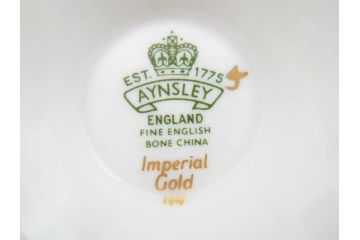 EST. 1775
AYNSLEY
ENGLAND
FINE ENGLISH
BONE CHINA
Imperial
Gold